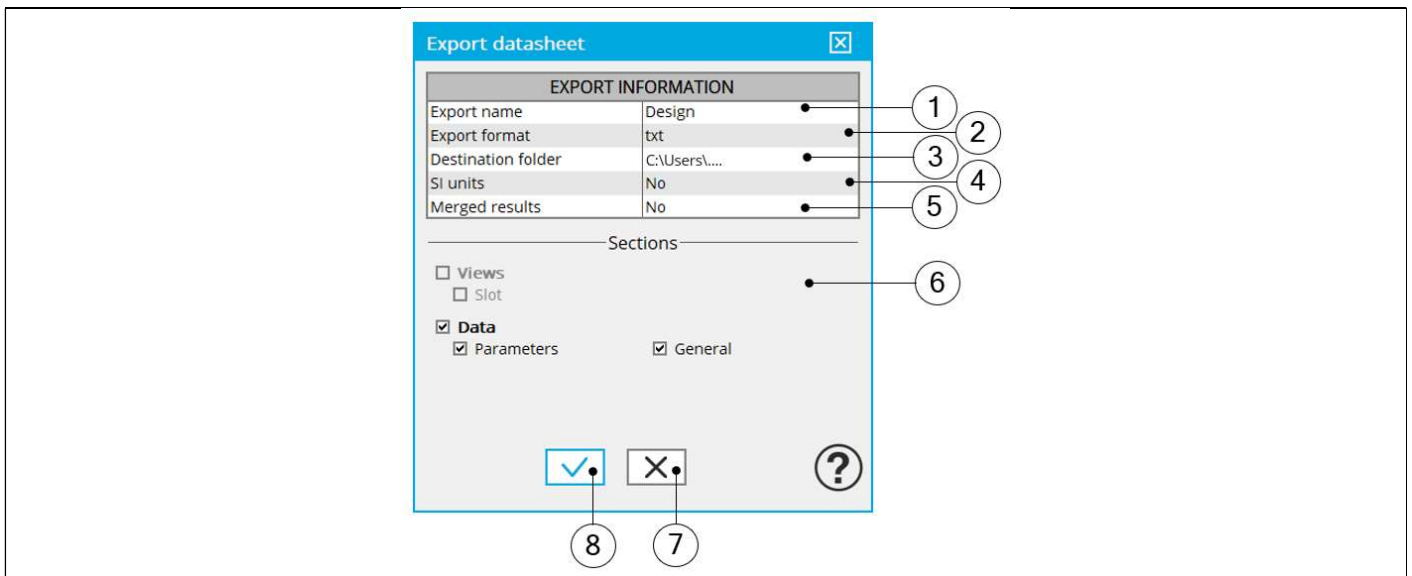 Export datasheet
EXPORT INFORMATION
Export name Design 1
Export format txt 2
Destination folder C:\Users\.... 3
SI units No 4
Merged results No 5
Sections
Views 6
Slot
Data
Parameters General
?
8 7